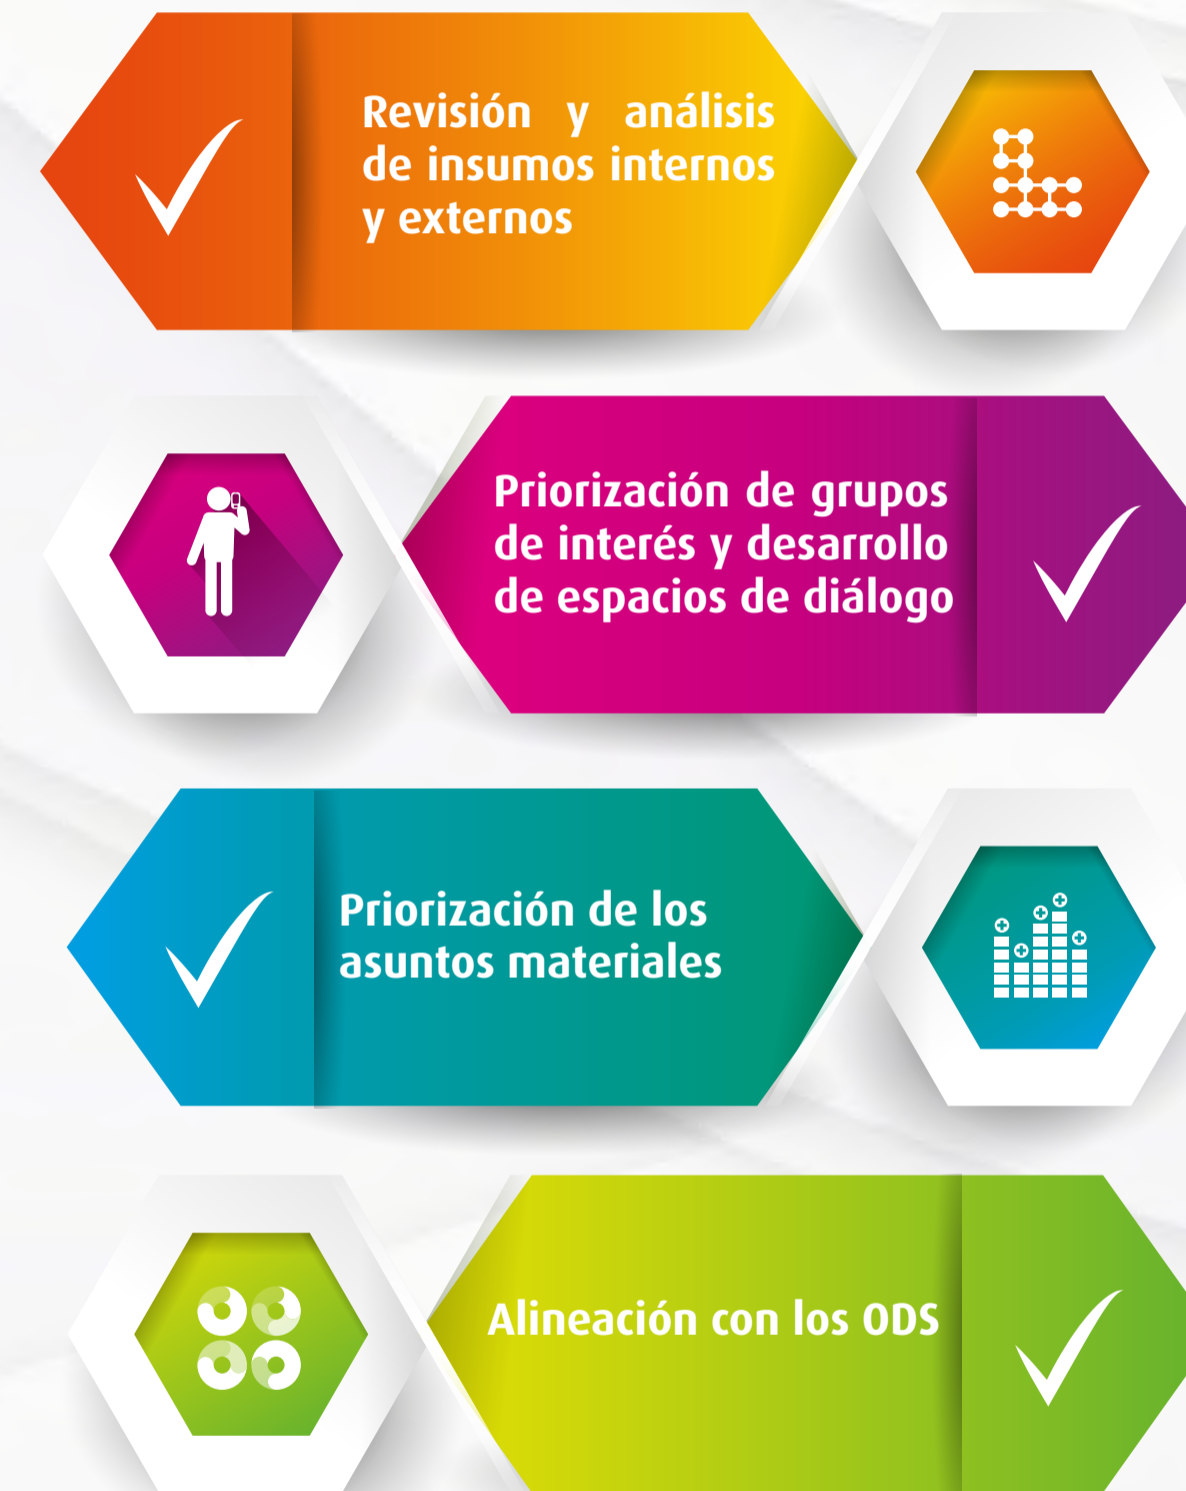 Revisión y análisis
de insumos internos
y externos
Priorización de grupos
de interés y desarrollo
de espacios de diálogo
Priorización de los
asuntos materiales
Alineación con los ODS